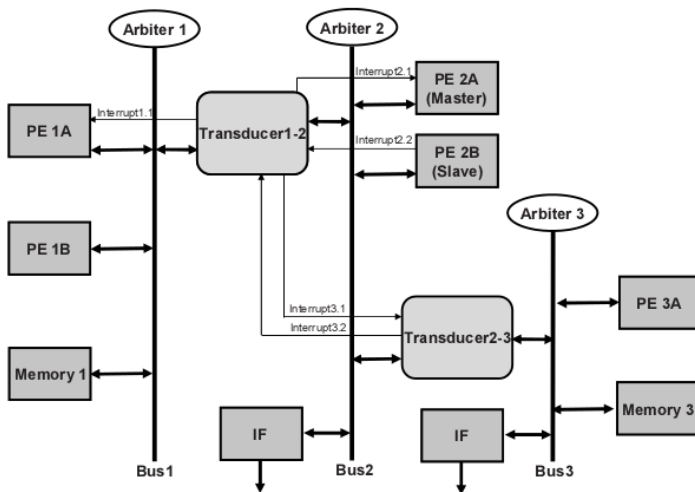 Arbiter 1
Arbiter 2
Interrupt2.1
PE 2A
(Master)
Interrupt1.1
PE 1A
Transducer1-2
Interrupt2.2
PE 2B
(Slave)
Arbiter 3
PE 1B
PE 3A
Interrupt3.1
Interrupt3.2
Transducer2-3
Memory 1
Memory 3
IF
IF
Bus1
Bus2
Bus3